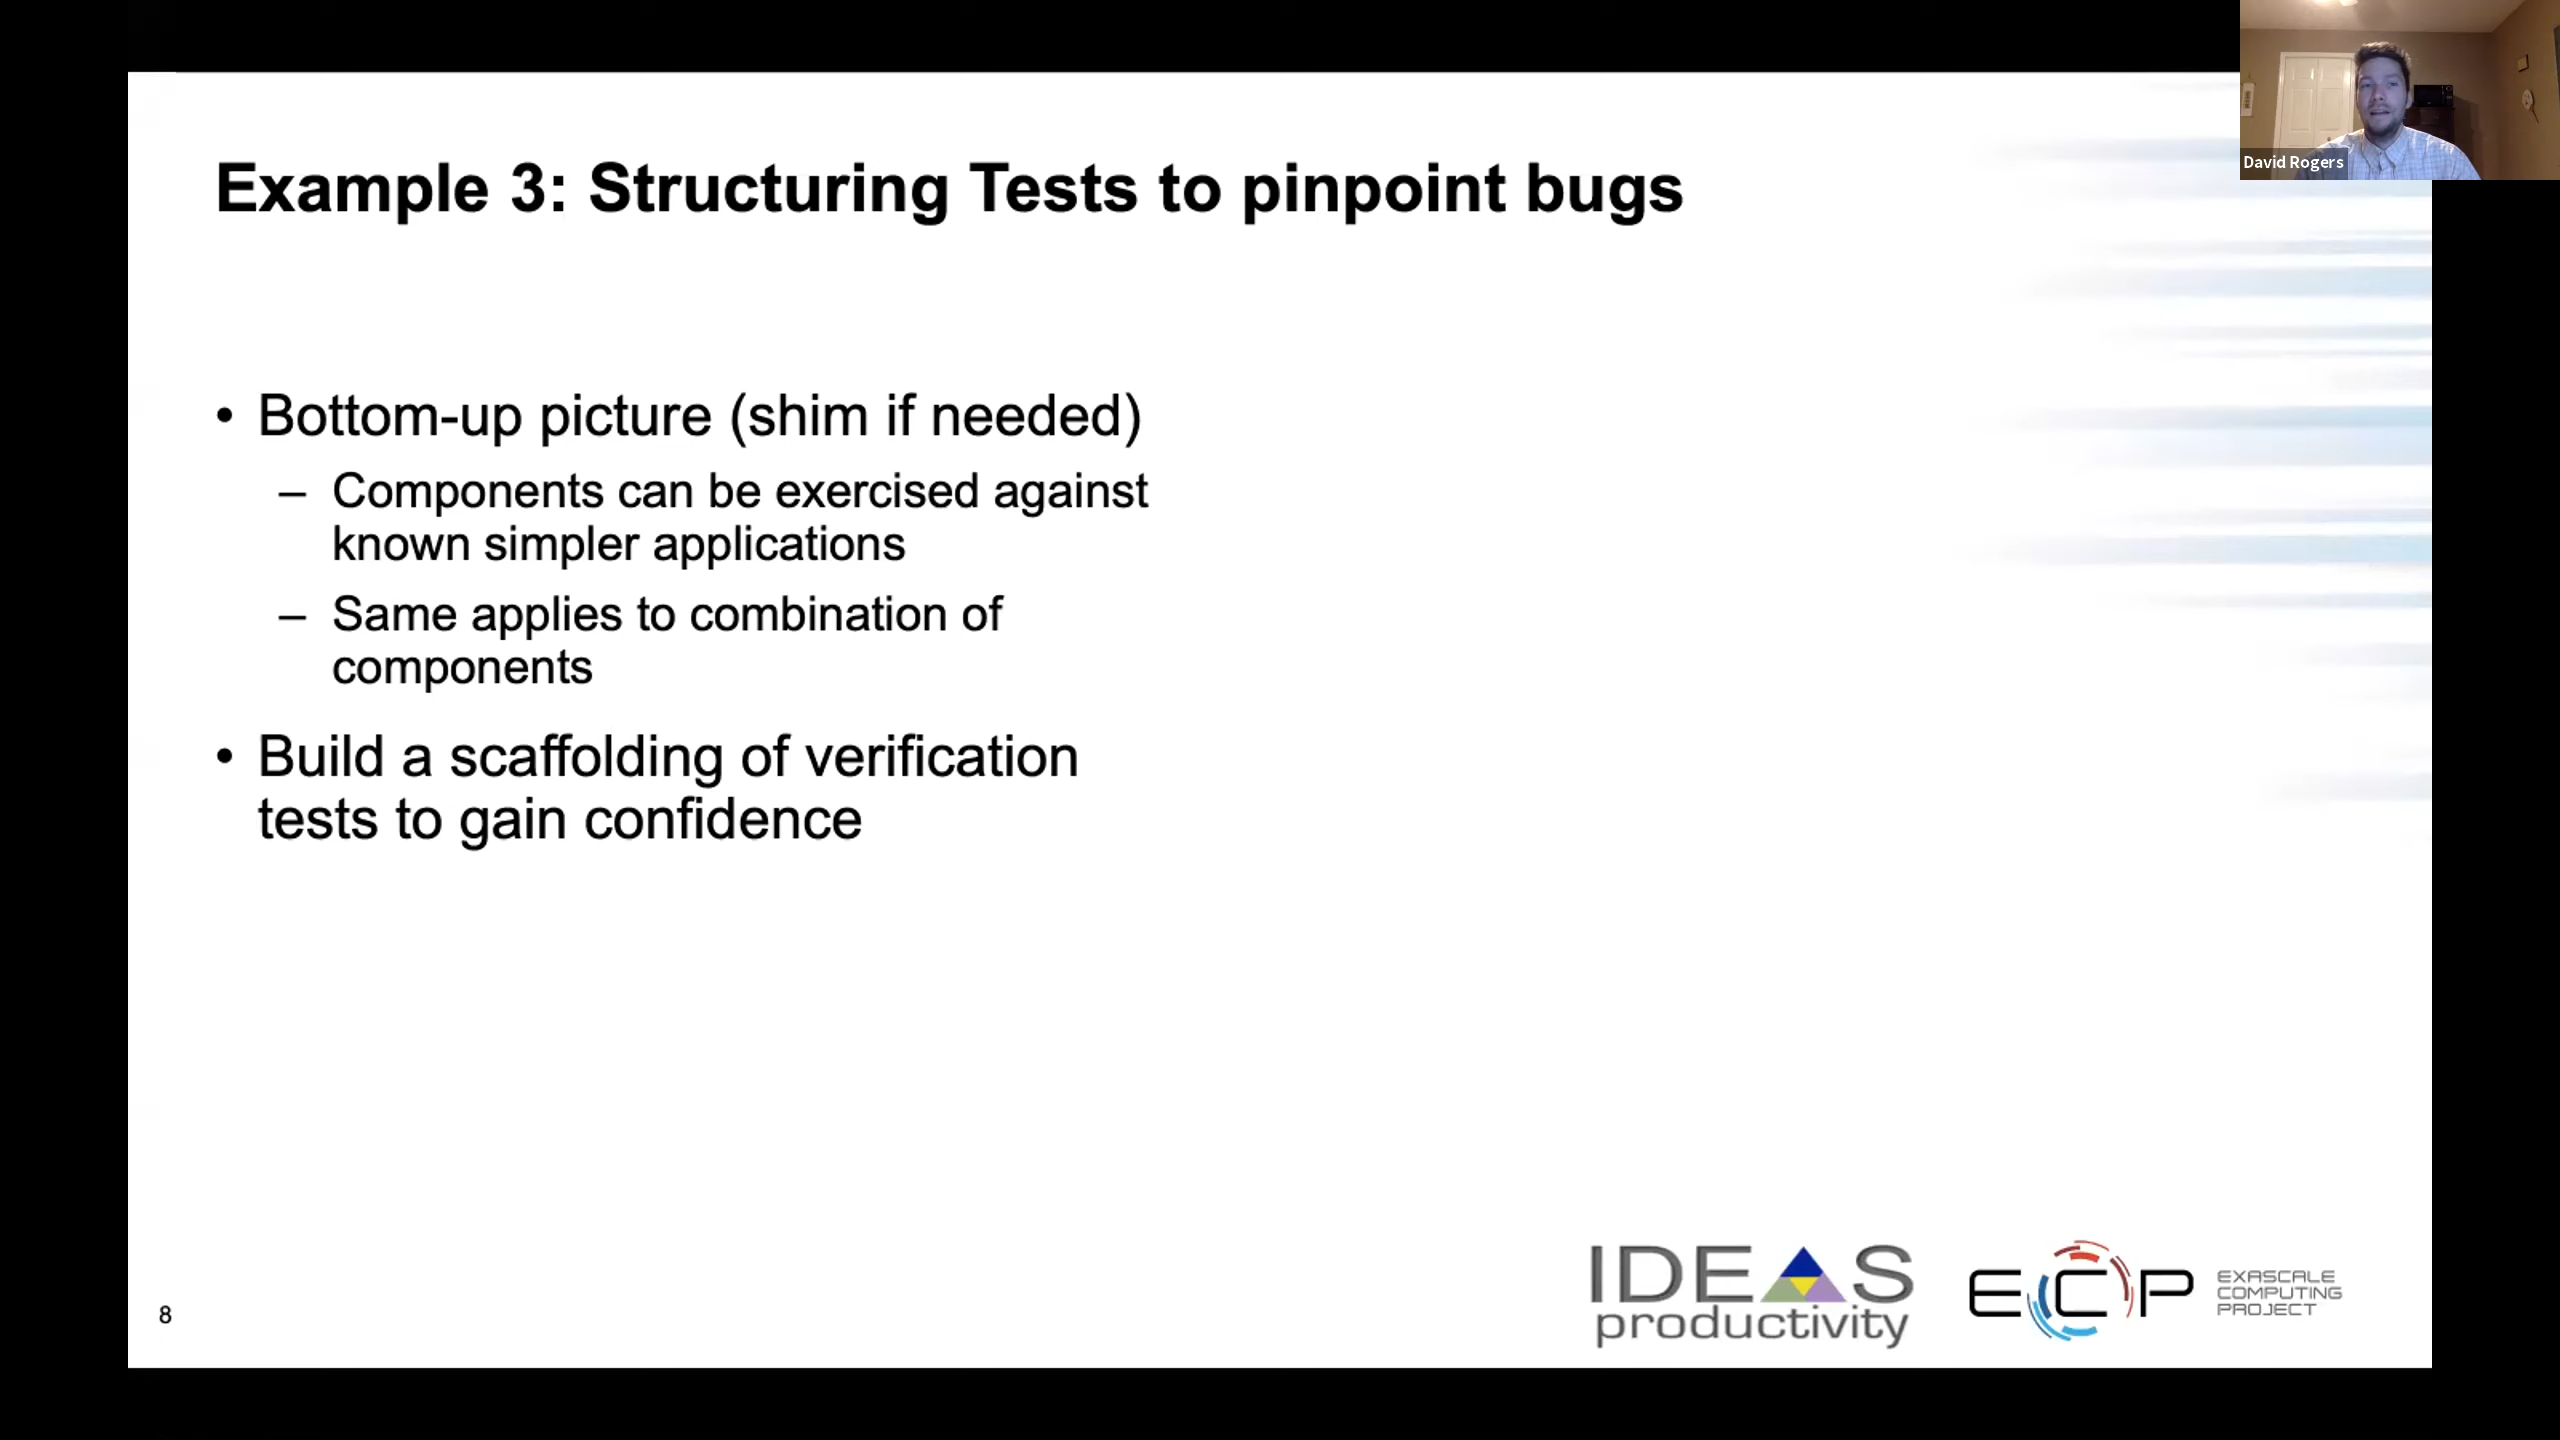 David Rogers
Example 3: Structuring Tests to pinpoint bugs
• Bottom-up picture (shim if needed)
– Components can be exercised against
known simpler applications
– Same applies to combination of
components
• Build a scaffolding of verification
tests to gain confidence
8
IDEAS
productivity
ECP
EXASCALE
COMPUTING
PROJECT